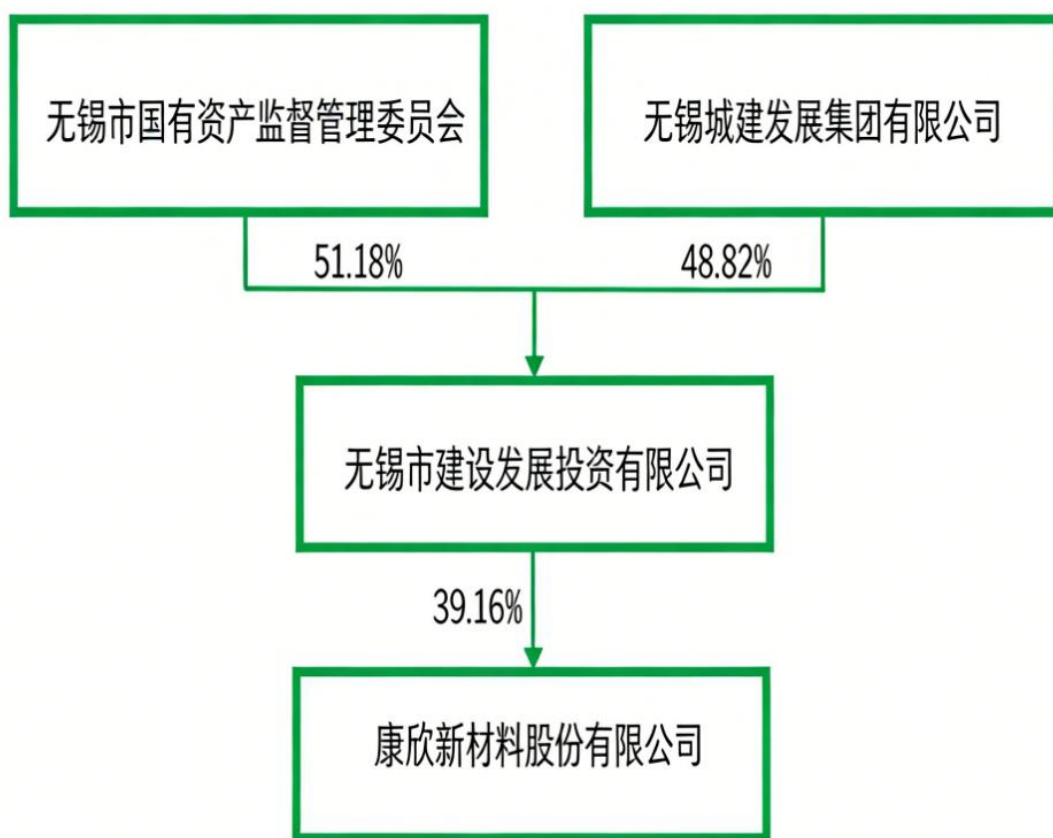 无锡市国有资产监督管理委员会
无锡城建发展集团有限公司
51.18%
48.82%
无锡市建设发展投资有限公司
39.16%
康欣新材料股份有限公司